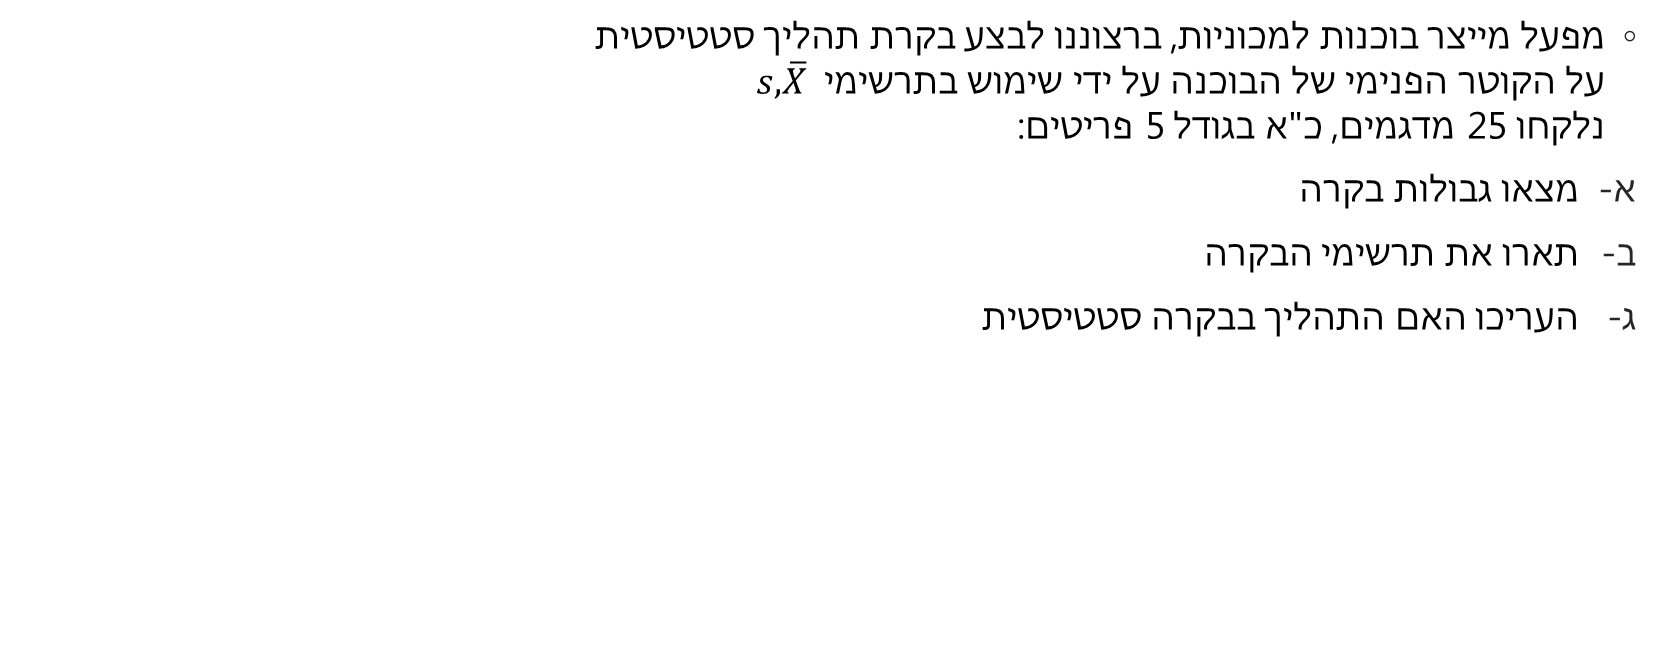 ◦ מפעל מייצר בוכנות למכוניות, ברצוננו לבצע בקרת תהליך סטטיסטית
על הקוטר הפנימי של הבוכנה על ידי שימוש בתרשימי s,X̅
נלקחו 25 מדגמים, כ"א בגודל 5 פריטים:
א- מצאו גבולות בקרה
ב- תארו את תרשימי הבקרה
ג- העריכו האם התהליך בבקרה סטטיסטית